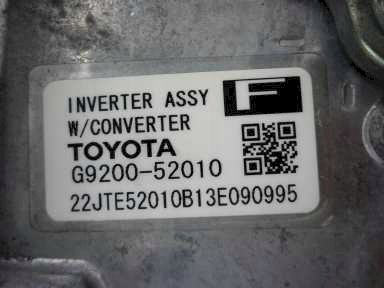 INVERTER ASSY F
W/CONVERTER
TOYOTA
G9200-52010
22JTE52010B13E090995